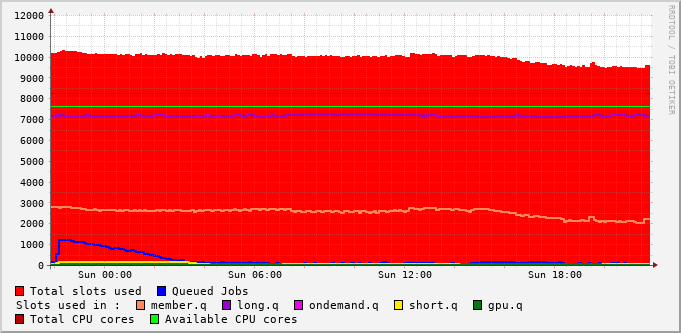 12000
11000
10000
9000
8000
7000
6000
5000
4000
3000
2000
1000
0
Sun 00:00 Sun 06:00 Sun 12:00 Sun 18:00
Total slots used Queued Jobs
Slots used in : member.q long.q ondemand.q short.q gpu.q
Total CPU cores Available CPU cores
RRDTOOL / TOBI OETIKER